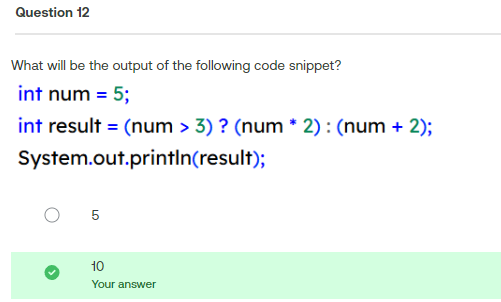 Question 12
What will be the output of the following code snippet?
int num = 5;
int result = (num > 3) ? (num * 2) : (num + 2);
System.out.println(result);
5
10
Your answer